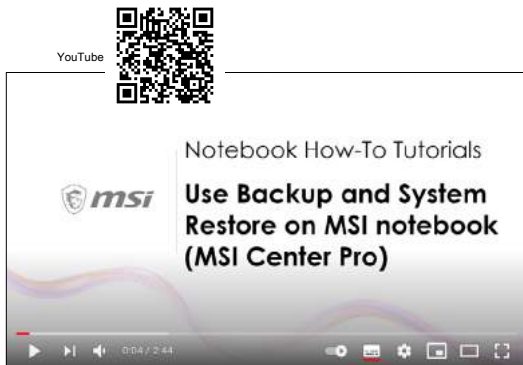 YouTube
Notebook How-To Tutorials
msi
Use Backup and System
Restore on MSI notebook
(MSI Center Pro)
0:04 / 2:44